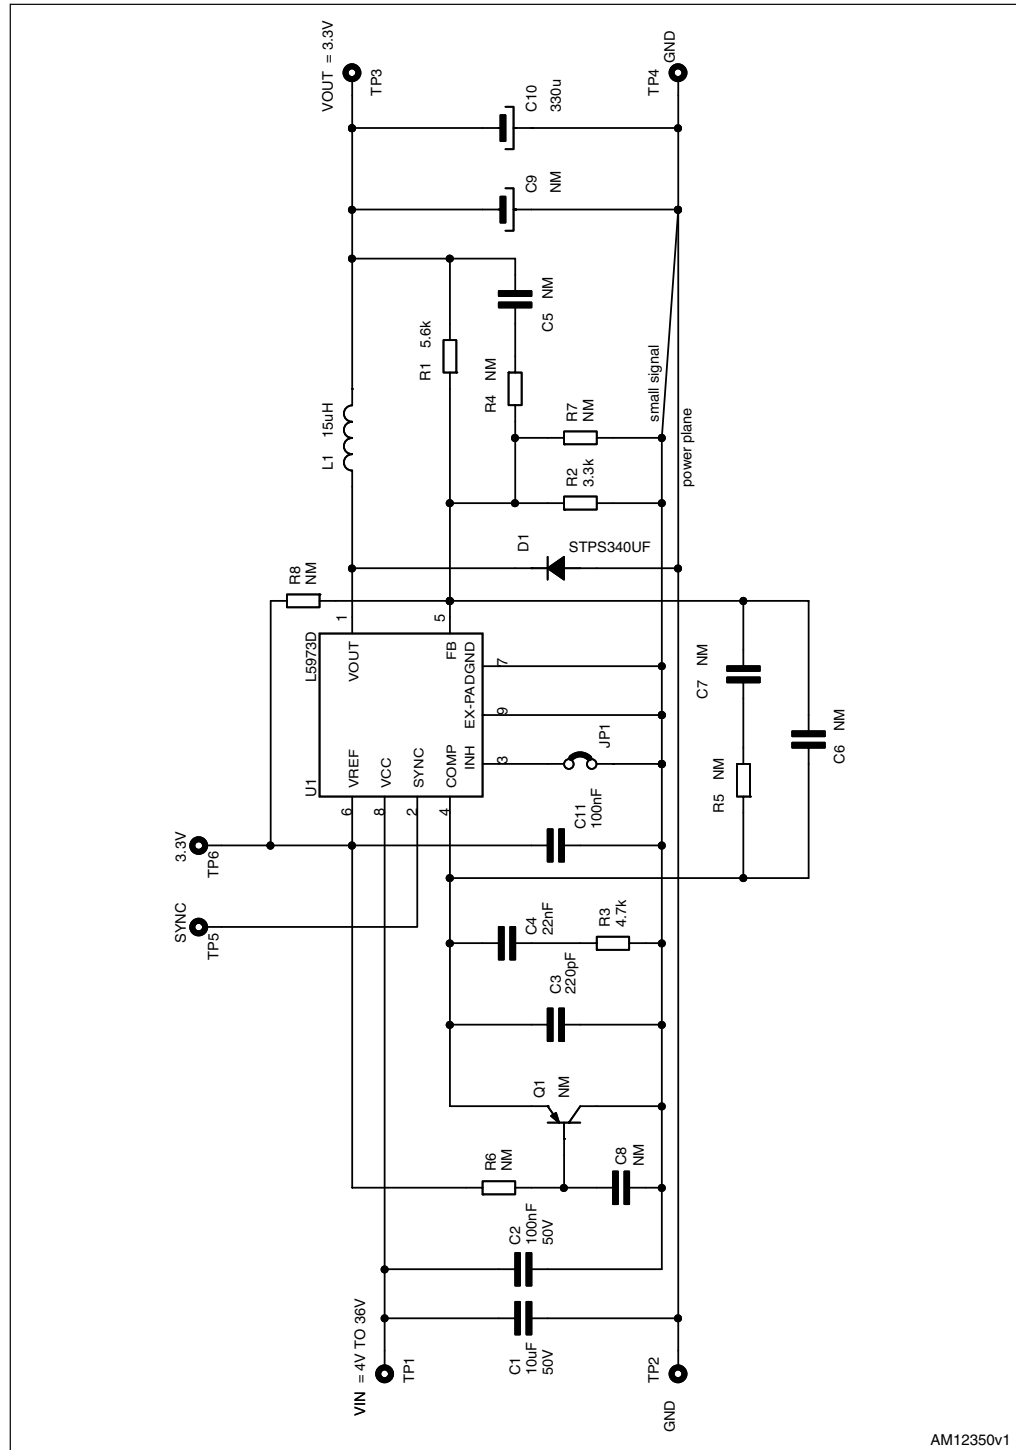 VIN = 4V TO 36V
TP1
GND
TP2
C1
10uF
50V
C2
100nF
50V
R6
NM
C8
NM
Q1
NM
C3
220pF
C4
22nF
R3
4.7k
SYNC
TP5
3.3V
TP6
C11
100nF
JP1
U1
L5973D
6
VREF
8
VCC
2
SYNC
4
COMP
3
INH
9
EX-PAD
7
GND
5
FB
1
VOUT
R8
NM
R5 NM
C7 NM
C6 NM
D1
STPS340UF
L1 15uH
R1 5.6k
R2
3.3k
R7
NM
R4 NM
C5 NM
small signal
power plane
C9 NM
C10
330u
VOUT = 3.3V
TP3
GND
TP4
AM12350v1